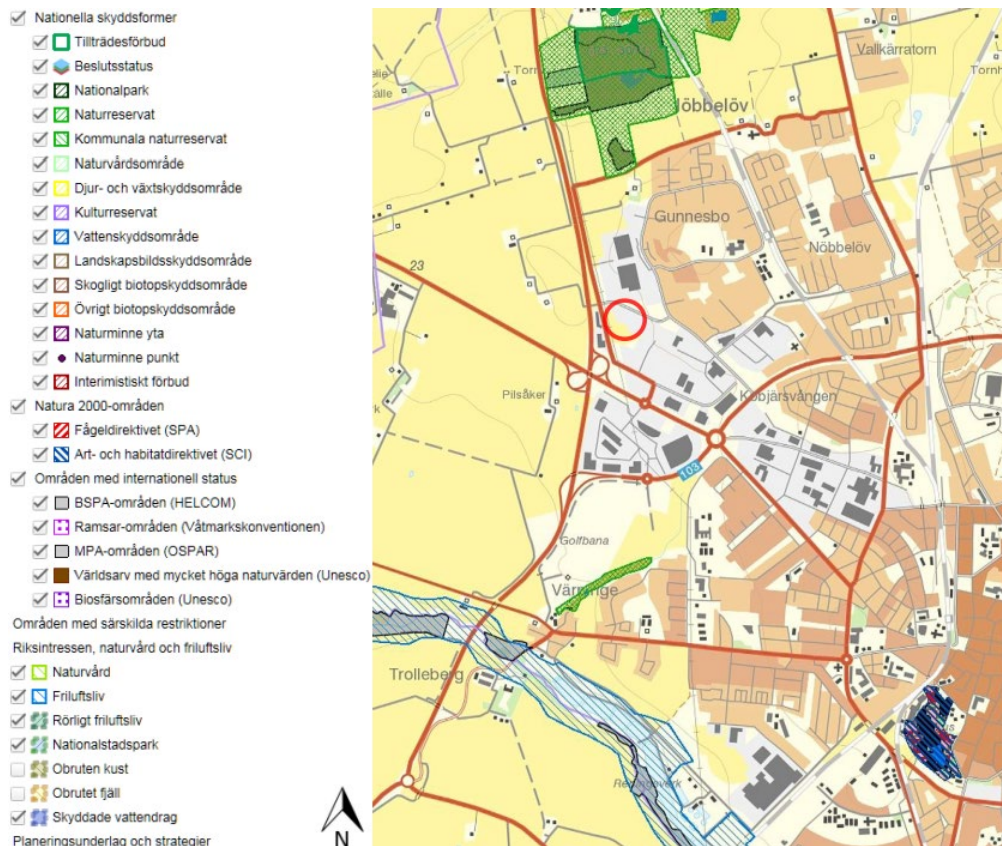 Nationella skyddsformer
Tillträdesförbud
Beslutsstatus
Nationalpark
Naturreservat
Kommunala naturreservat
Naturvårdsområde
Djur- och växtskyddsområde
Kulturreservat
Vattenskyddsområde
Landskapsbildsskyddsområde
Skogligt biotopskyddsområde
Övrigt biotopskyddsområde
Naturminne yta
Naturminne punkt
Interimistiskt förbud
Natura 2000-områden
Fågeldirektivet (SPA)
Art- och habitatdirektivet (SCI)
Områden med internationell status
BSPA-områden (HELCOM)
Ramsar-områden (Våtmarkskonventionen)
MPA-områden (OSPAR)
Världsarv med mycket höga naturvärden (Unesco)
Biosfärsområden (Unesco)
Områden med särskilda restriktioner
Riksintressen, naturvård och friluftsliv
Naturvård
Friluftsliv
Rörligt friluftsliv
Nationalstadspark
Obruten kust
Obrutet fjäll
Skyddade vattendrag
Planeringsunderlag och strategier
N
Vallkärratorn
Gunnesbo
Nöbbelöv
23
Pilsåker
Kobjärsvängen
103
Golfbana
Värpinge
Trolleberg